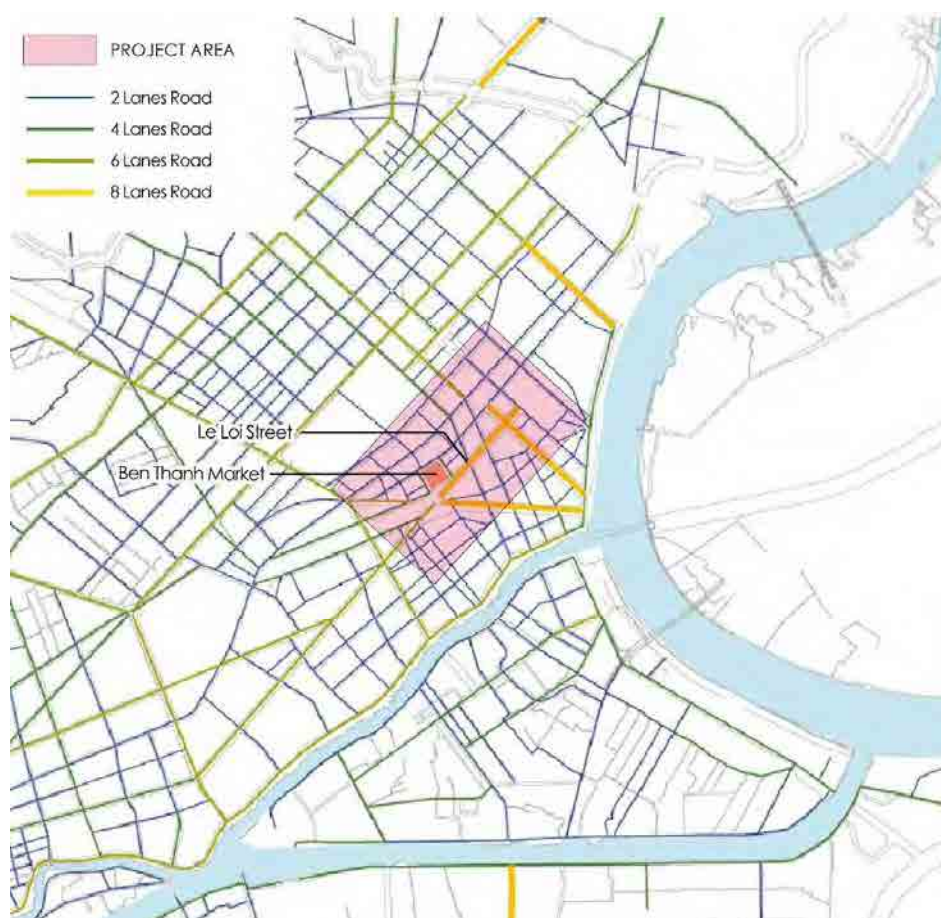 PROJECT AREA
2 Lanes Road
4 Lanes Road
6 Lanes Road
8 Lanes Road
Le Loi Street
Ben Thanh Market